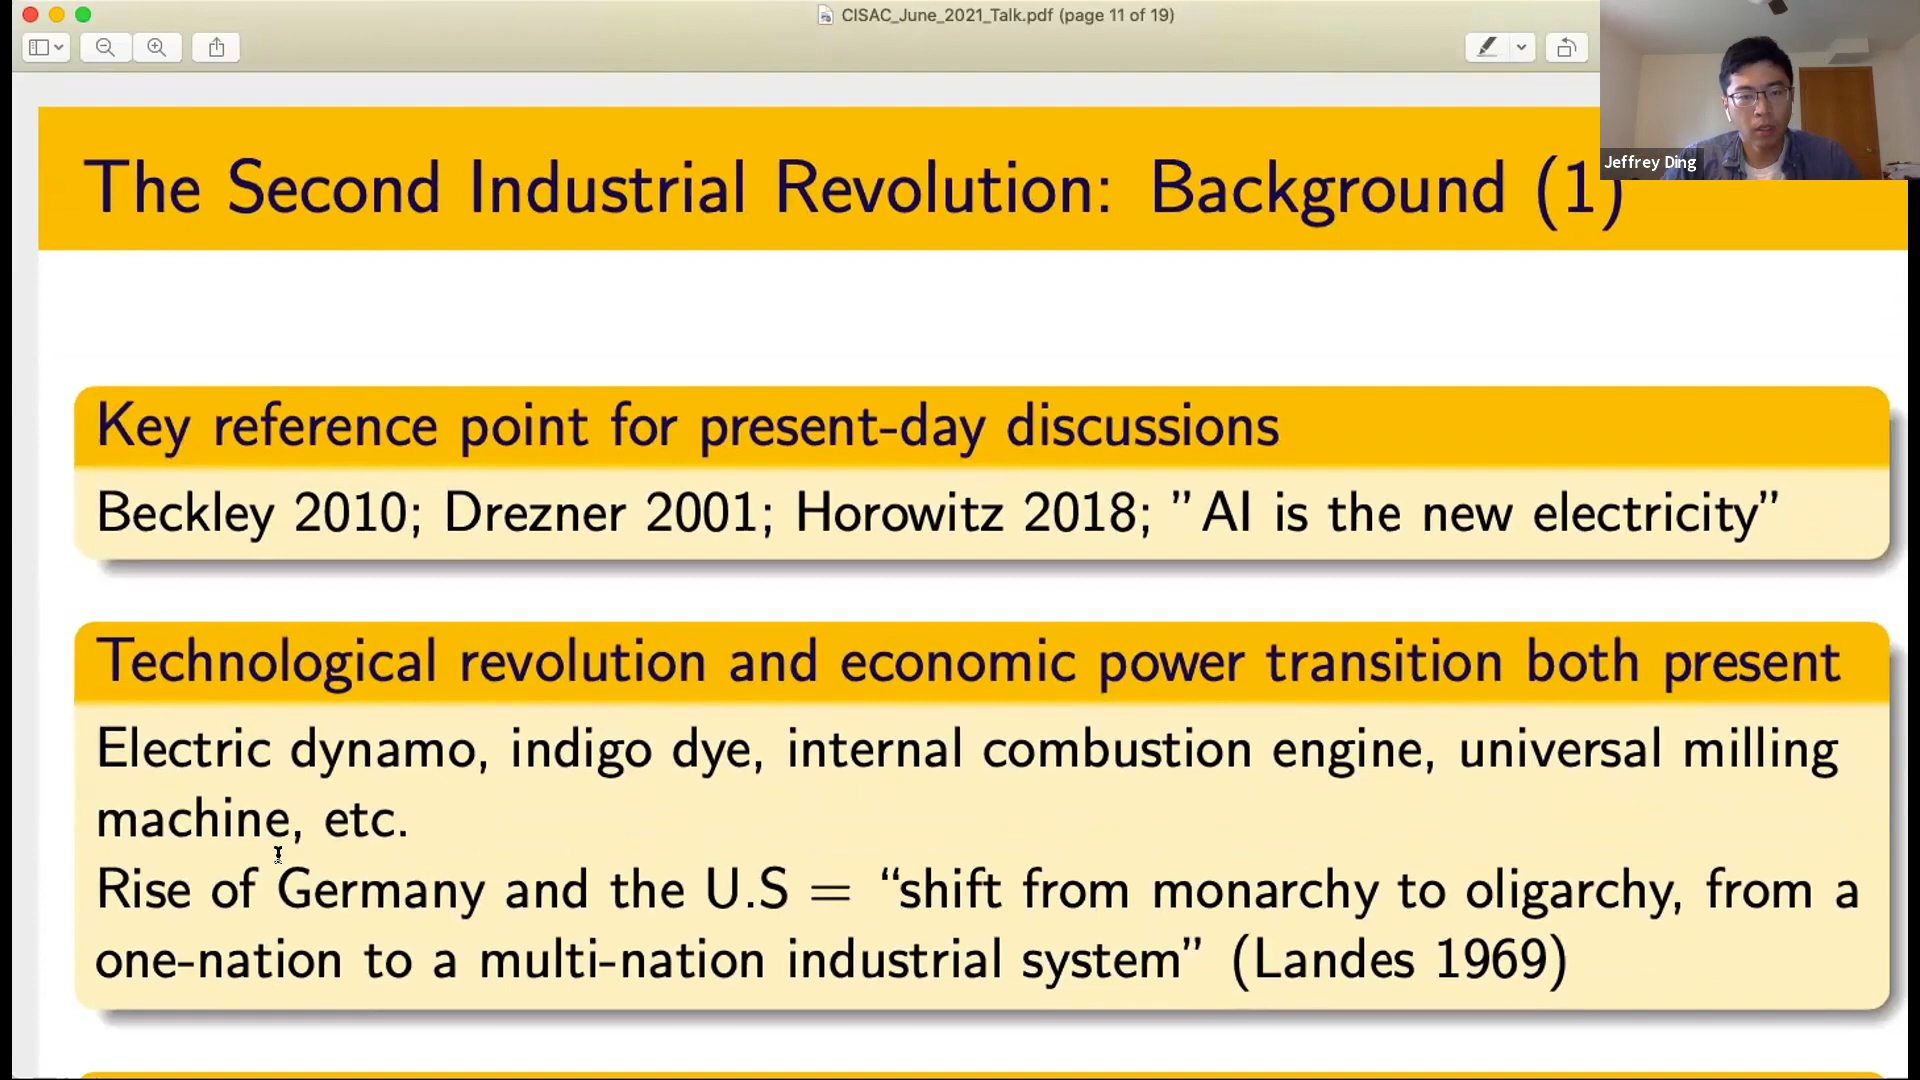 CISAC_June_2021_Talk.pdf (page 11 of 19)
Jeffrey Ding
The Second Industrial Revolution: Background (1)
Key reference point for present-day discussions
Beckley 2010; Drezner 2001; Horowitz 2018; ”AI is the new electricity”
Technological revolution and economic power transition both present
Electric dynamo, indigo dye, internal combustion engine, universal milling
machine, etc.
Rise of Germany and the U.S = “shift from monarchy to oligarchy, from a
one-nation to a multi-nation industrial system” (Landes 1969)